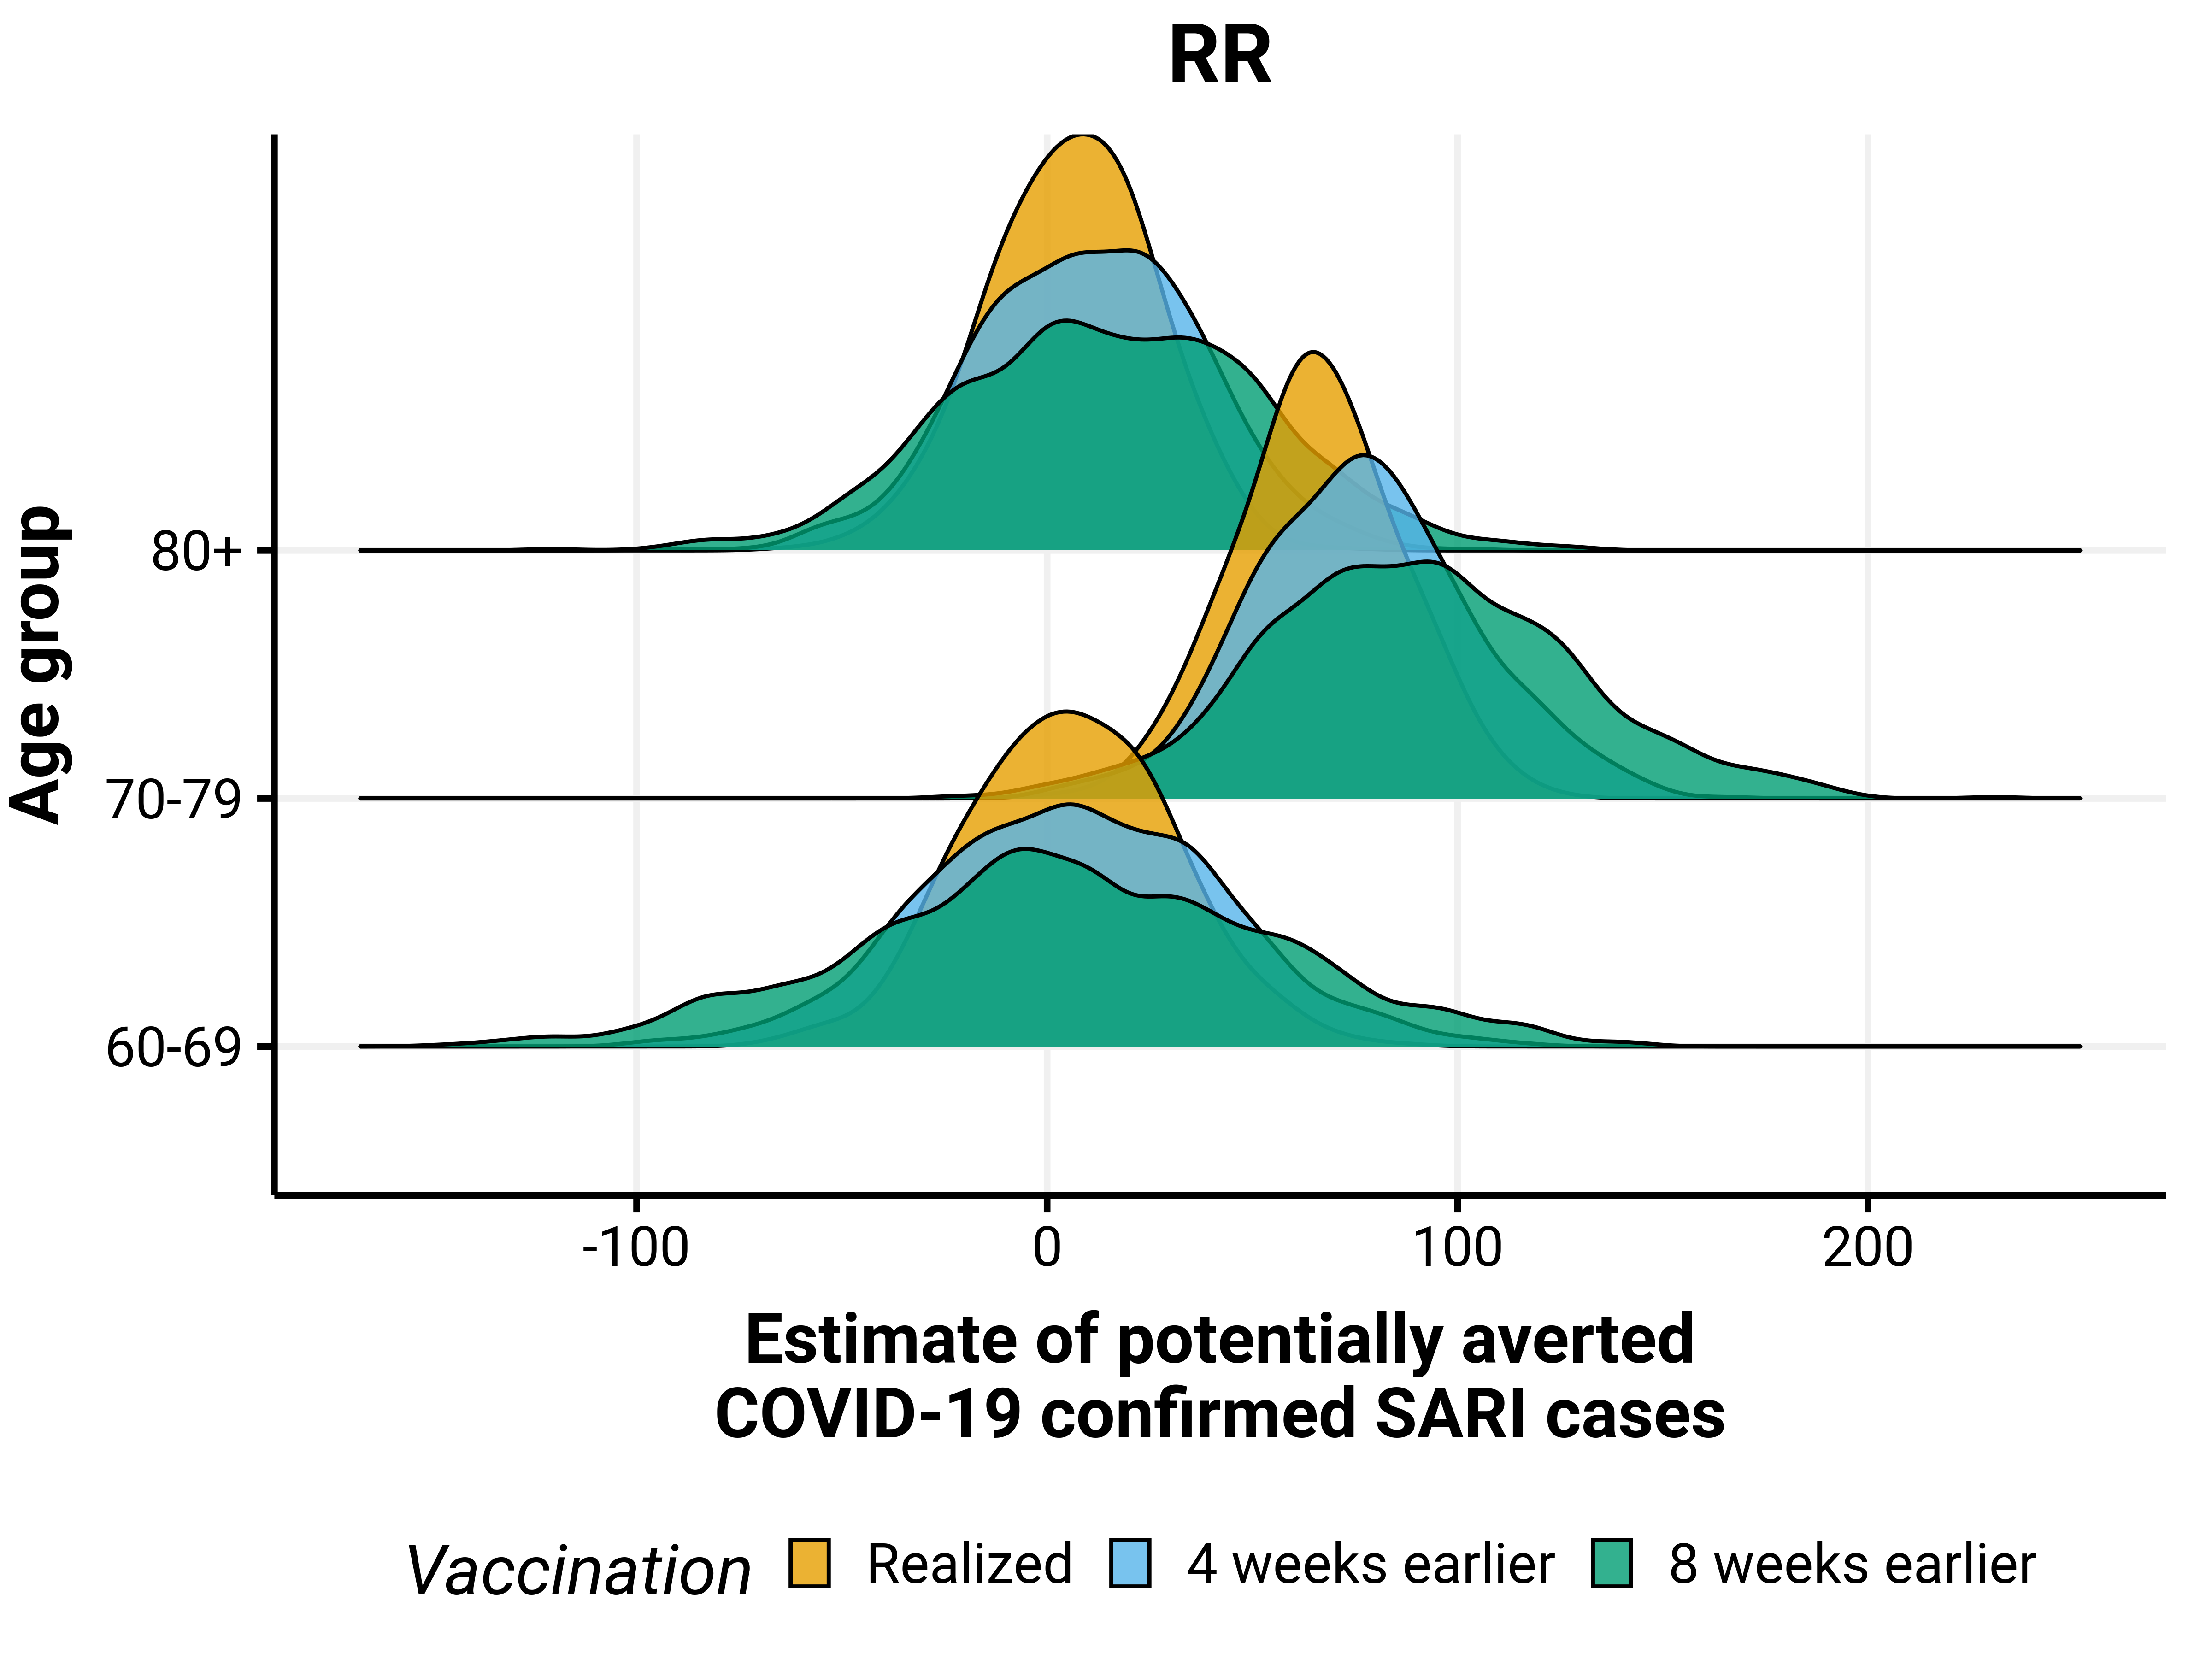 RR
Age group
80+
70-79
60-69
-100 0 100 200
Estimate of potentially averted
COVID-19 confirmed SARI cases
Vaccination Realized 4 weeks earlier 8 weeks earlier